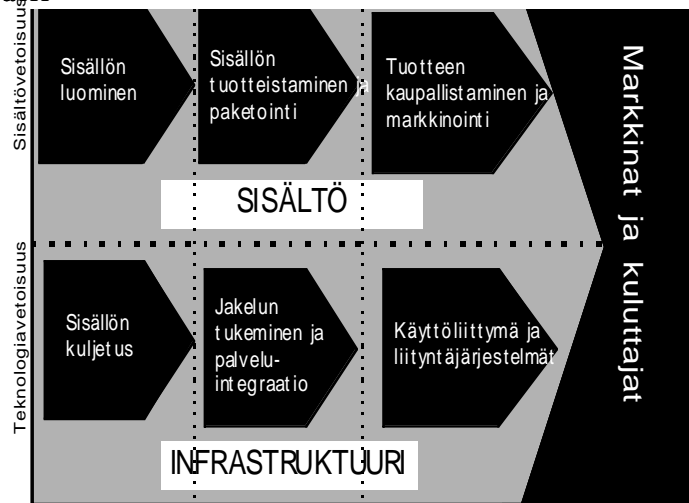 Sisältövetoisuus
Sisällön
luominen
Sisällön
tuotteistaminen ja
paketointi
Tuotteen
kaupallistaminen ja
markkinointi
SISÄLTÖ
Teknologiavetoisuus
Sisällön
kuljetus
Jakelun
tukeminen ja
palvelu-
integraatio
Käyttöliittymä ja
liityntäjärjestelmät
INFRASTRUKTUURI
Markkinat ja kuluttajat